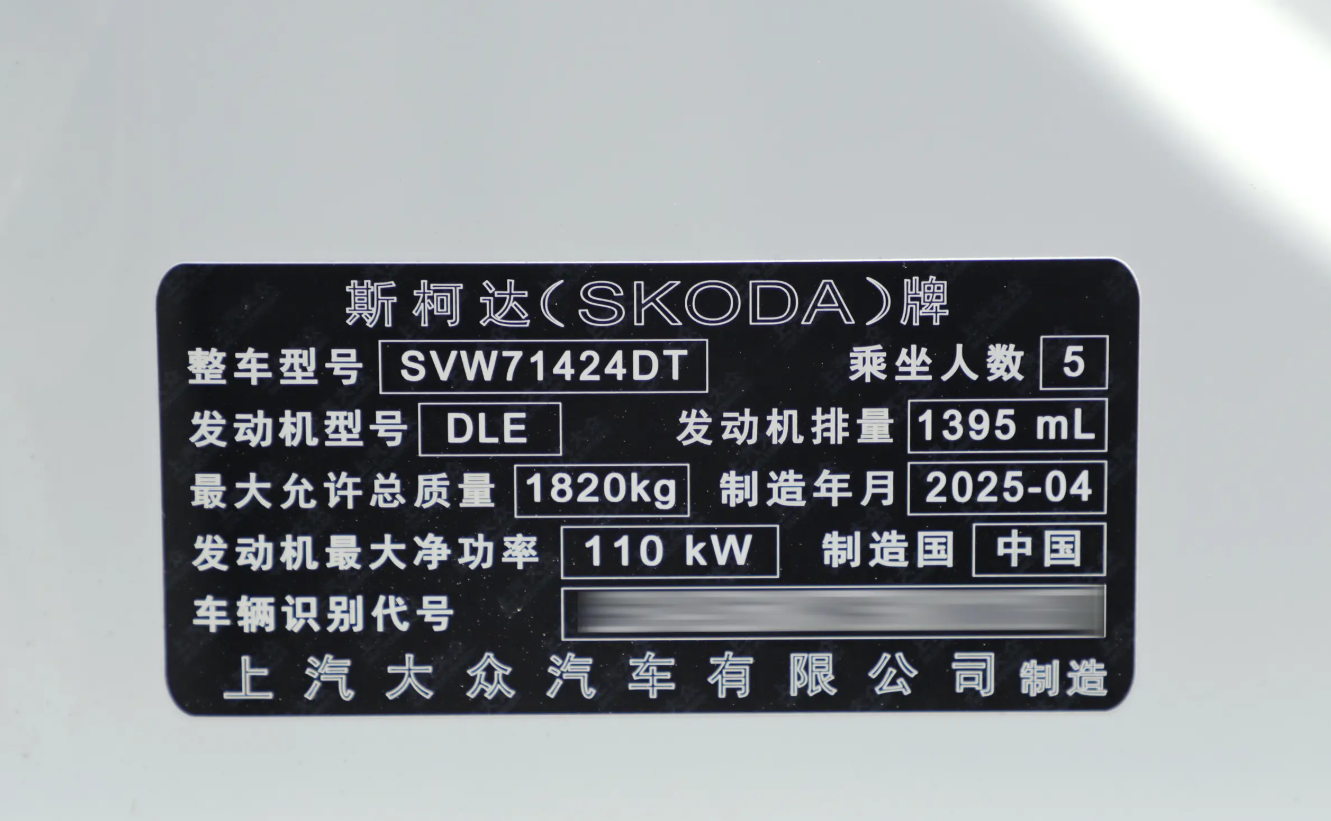 斯柯达(SKODA)牌
整车型号 SVW71424DT 乘坐人数 5
发动机型号 DLE 发动机排量 1395 mL
最大允许总质量 1820kg 制造年月 2025-04
发动机最大净功率 110 kW 制造国 中国
车辆识别代号
上汽大众汽车有限公司 制造